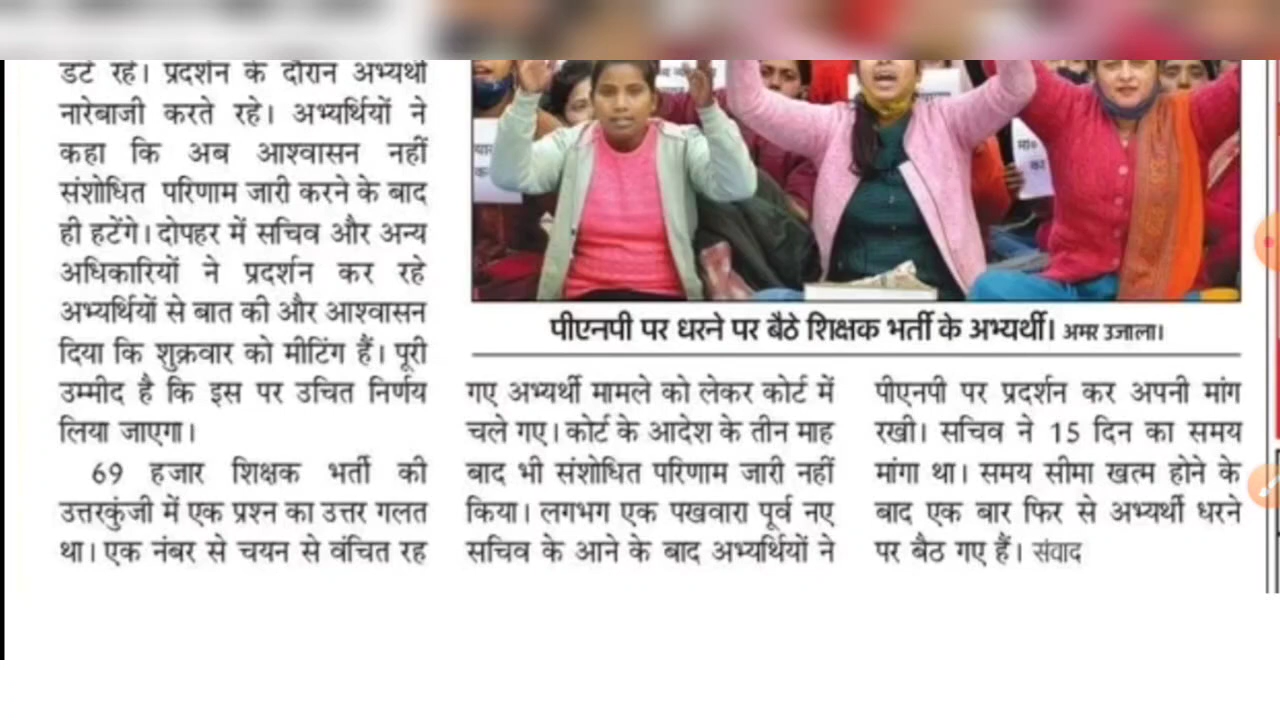 डटे रहे। प्रदर्शन के दौरान अभ्यर्थी
नारेबाजी करते रहे। अभ्यर्थियों ने
कहा कि अब आश्वासन नहीं
संशोधित परिणाम जारी करने के बाद
ही हटेंगे। दोपहर में सचिव और अन्य
अधिकारियों ने प्रदर्शन कर रहे
अभ्यर्थियों से बात की और आश्वासन
दिया कि शुक्रवार को मीटिंग हैं। पूरी
उम्मीद है कि इस पर उचित निर्णय
लिया जाएगा।
69 हजार शिक्षक भर्ती की
उत्तरकुंजी में एक प्रश्न का उत्तर गलत
था। एक नंबर से चयन से वंचित रह
पीएनपी पर धरने पर बैठे शिक्षक भर्ती के अभ्यर्थी। अमर उजाला।
गए अभ्यर्थी मामले को लेकर कोर्ट में
चले गए। कोर्ट के आदेश के तीन माह
बाद भी संशोधित परिणाम जारी नहीं
किया। लगभग एक पखवारा पूर्व नए
सचिव के आने के बाद अभ्यर्थियों ने
पीएनपी पर प्रदर्शन कर अपनी मांग
रखी। सचिव ने 15 दिन का समय
मांगा था। समय सीमा खत्म होने के
बाद एक बार फिर से अभ्यर्थी धरने
पर बैठ गए हैं। संवाद